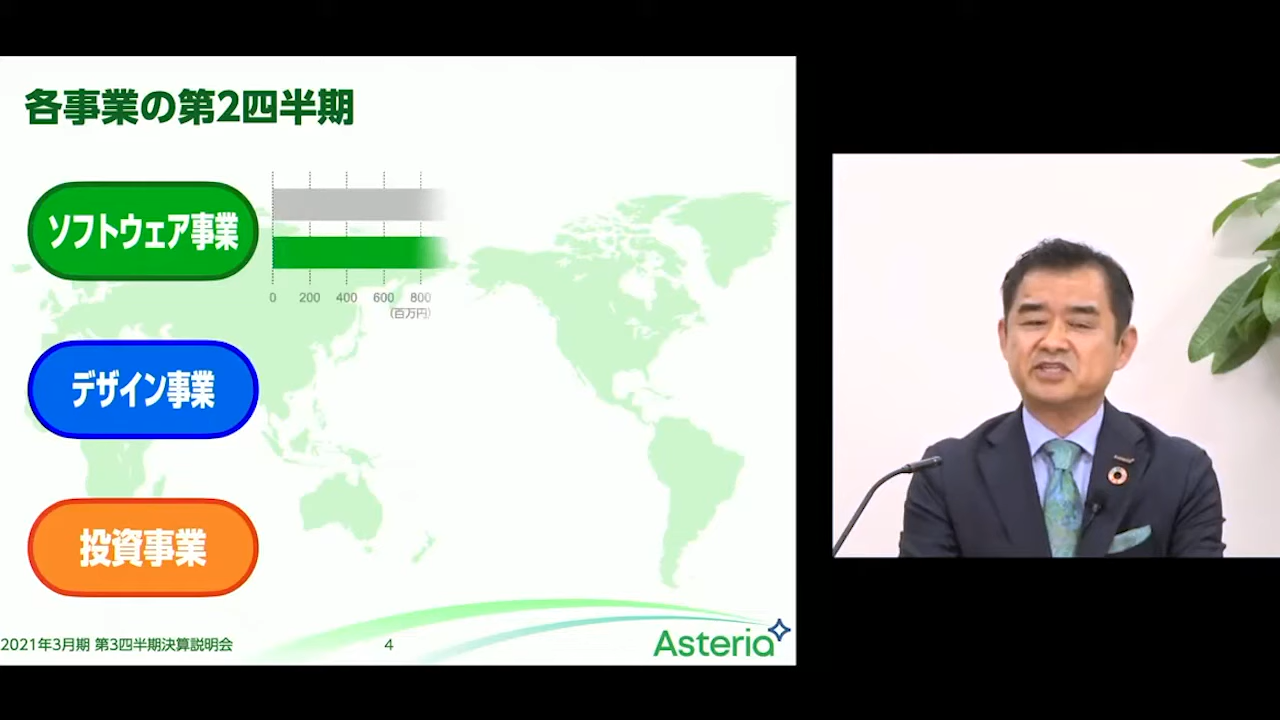 各事業の第2四半期
ソフトウェア事業
0 200 400 600 800
(百万円)
デザイン事業
投資事業
2021年3月期 第3四半期決算説明会
4
Asteria